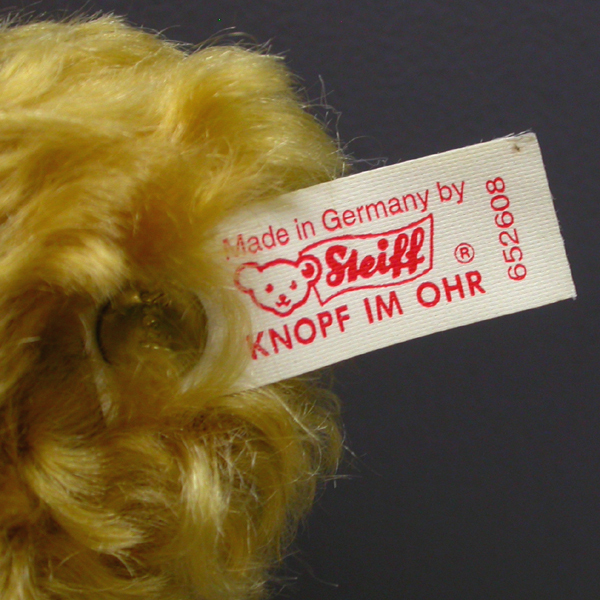 Made in Germany by
Steiff ®
KNOPF IM OHR
652608